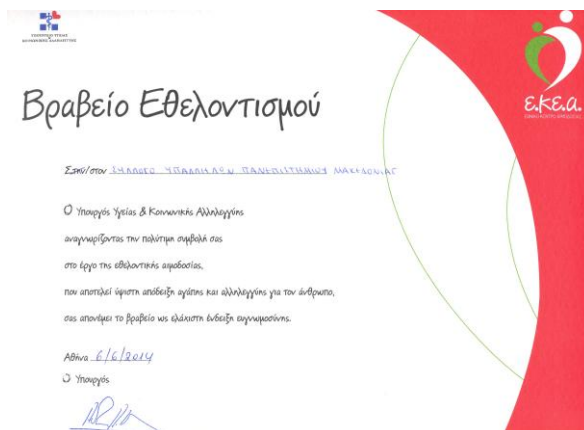 Ε.ΚΕ.Α.
Βραβείο Εθελοντισμού
Στην/στον ΣΥΛΛΟΓΟ ΥΠΑΛΛΗΛΩΝ ΠΑΝΕΠΙΣΤΗΜΙΟΥ ΜΑΚΕΔΟΝΙΑΣ
Ο Υπουργός Υγείας & Κοινωνικής Αλληλεγγύης
αναγνωρίζοντας την πολύτιμη συμβολή σας
στο έργο της εθελοντικής αιμοδοσίας,
που αποτελεί ύψιστη απόδειξη αγάπης και αλληλεγγύης για τον άνθρωπο,
σας απονέμει το βραβείο ως ελάχιστη ένδειξη ευγνωμοσύνης.
Αθήνα 6/6/2014
Ο Υπουργός